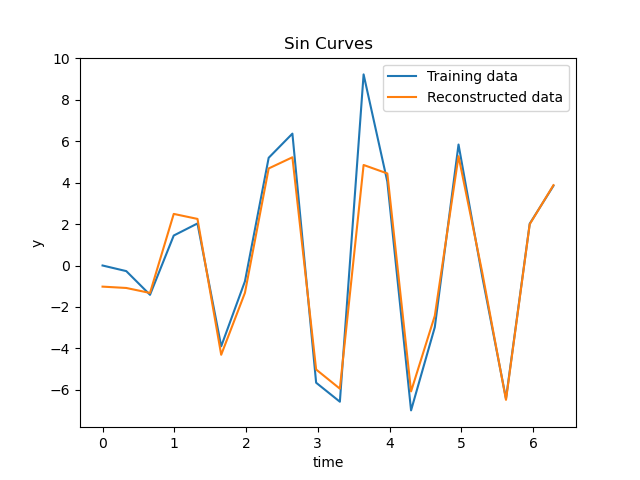 Sin Curves
Training data
Reconstructed data
10
8
6
4
2
0
−2
−4
−6
y
0 1 2 3 4 5 6
time